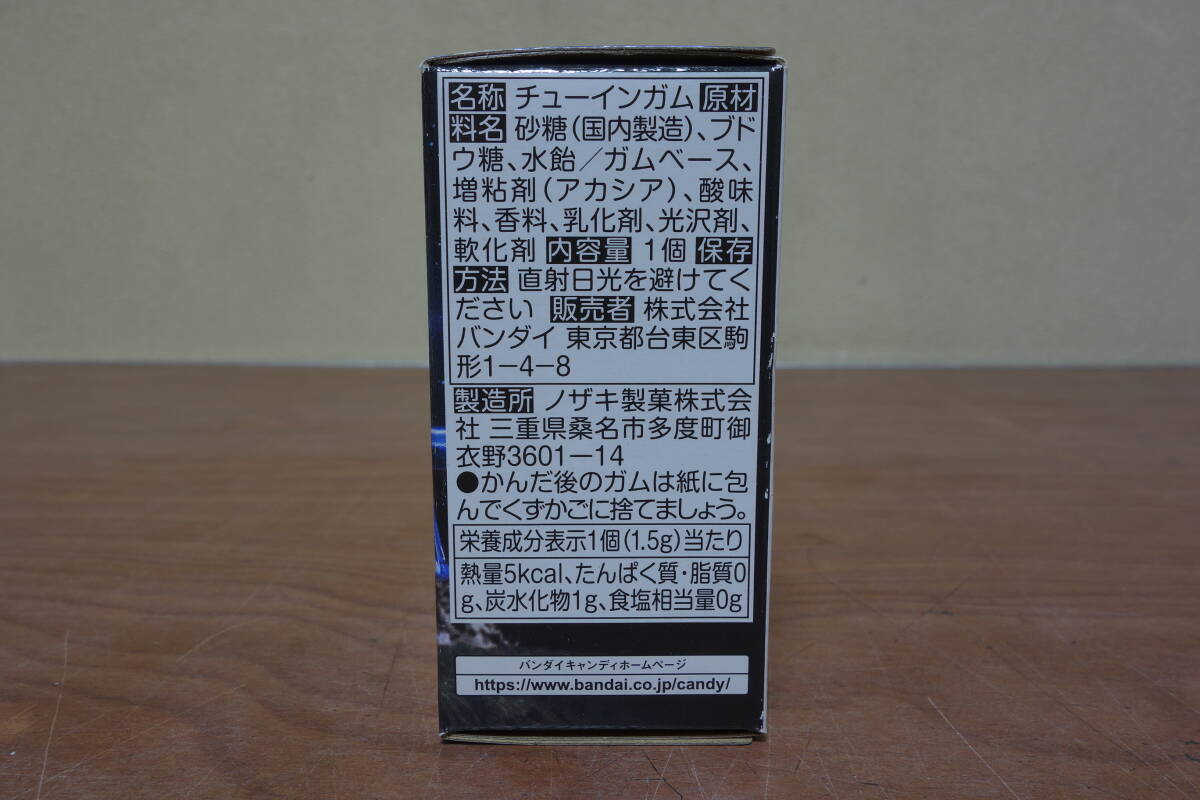 名称 チューインガム 原材
料名 砂糖(国内製造)、ブド
ウ糖、水飴/ガムベース、
増粘剤(アカシア)、酸味
料、香料、乳化剤、光沢剤、
軟化剤 内容量 1個 保存
方法 直射日光を避けてく
ださい 販売者 株式会社
バンダイ 東京都台東区駒
形1-4-8
製造所 ノザキ製菓株式会
社 三重県桑名市多度町御
衣野3601-14
●かんだ後のガムは紙に包
んでくずかごに捨てましょう。
栄養成分表示1個(1.5g)当たり
熱量5kcal、たんぱく質・脂質0
g、炭水化物1g、食塩相当量0g
バンダイキャンディホームページ
https://www.bandai.co.jp/candy/